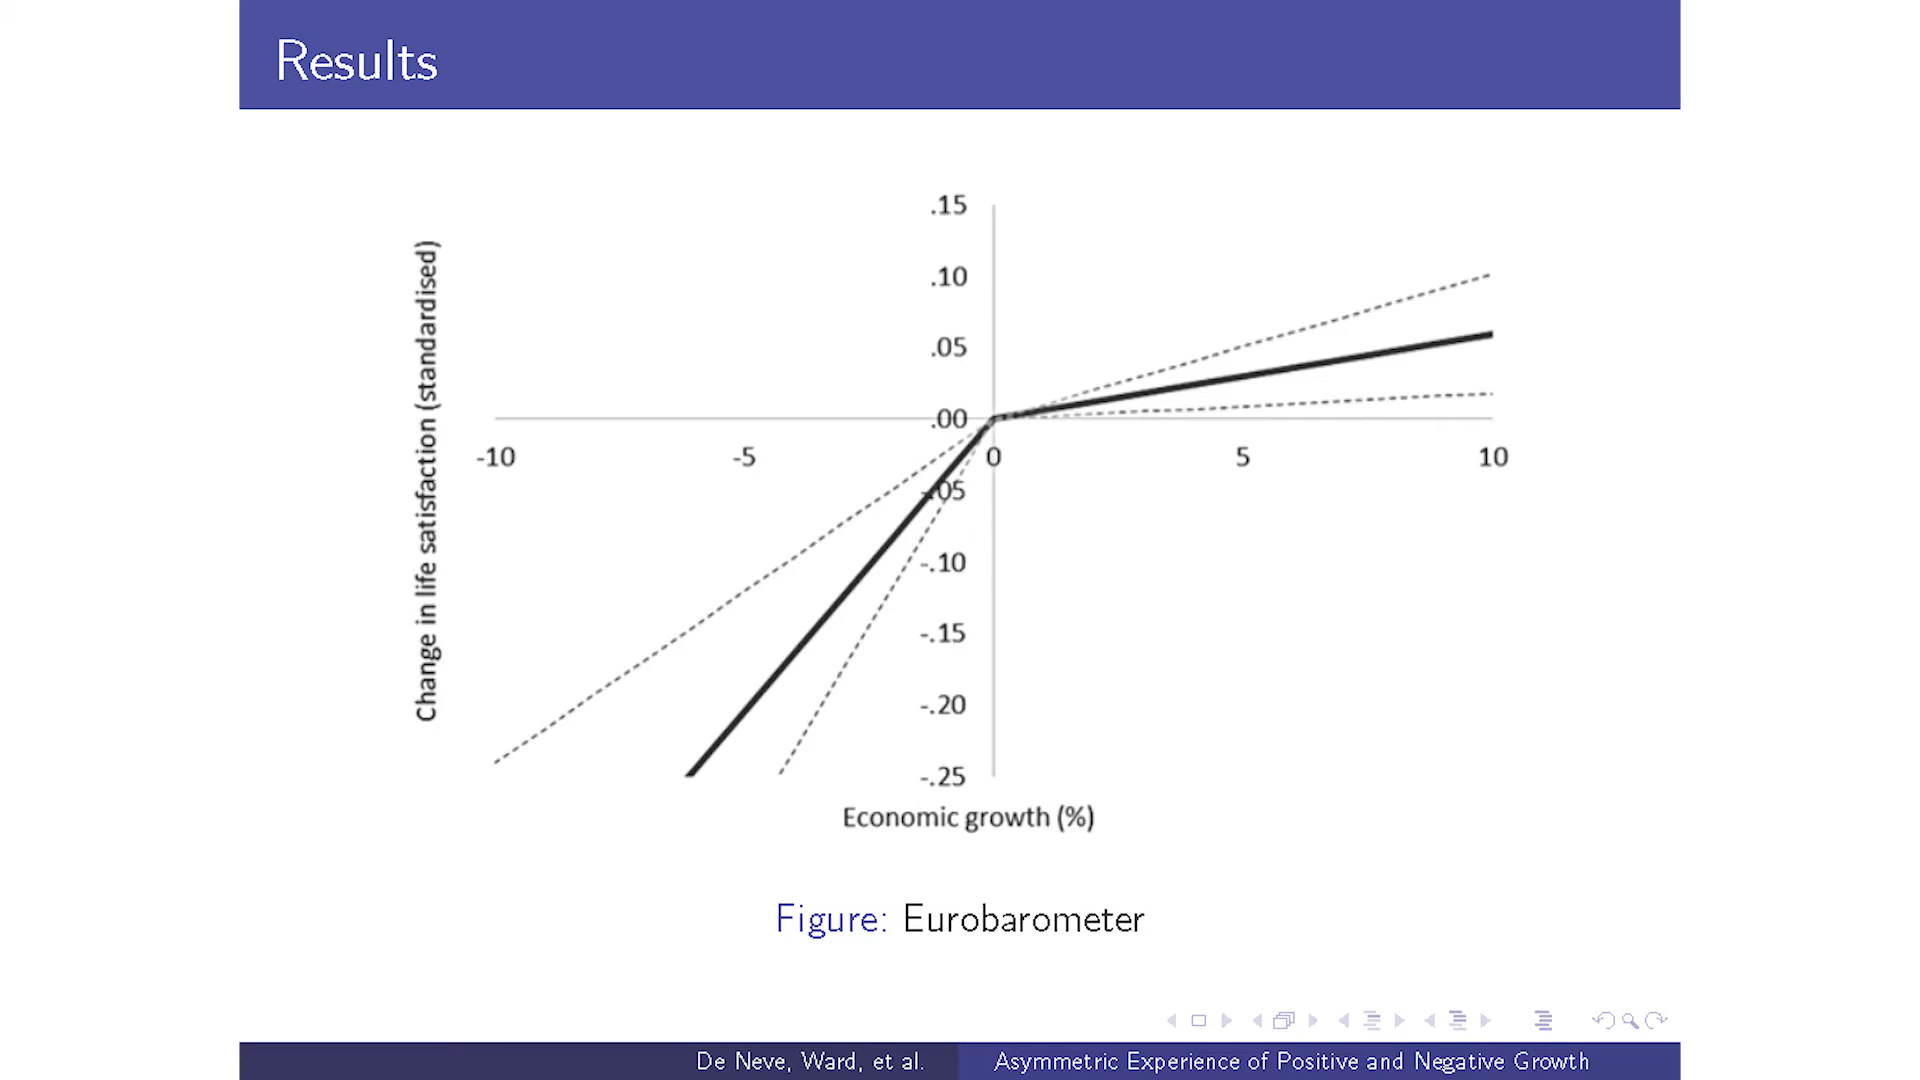 Results
Change in life satisfaction (standardised)
.15
.10
.05
.00
-10 -5 0 5 10
-.05
-.10
-.15
-.20
-.25
Economic growth (%)
Figure: Eurobarometer
De Neve, Ward, et al. Asymmetric Experience of Positive and Negative Growth